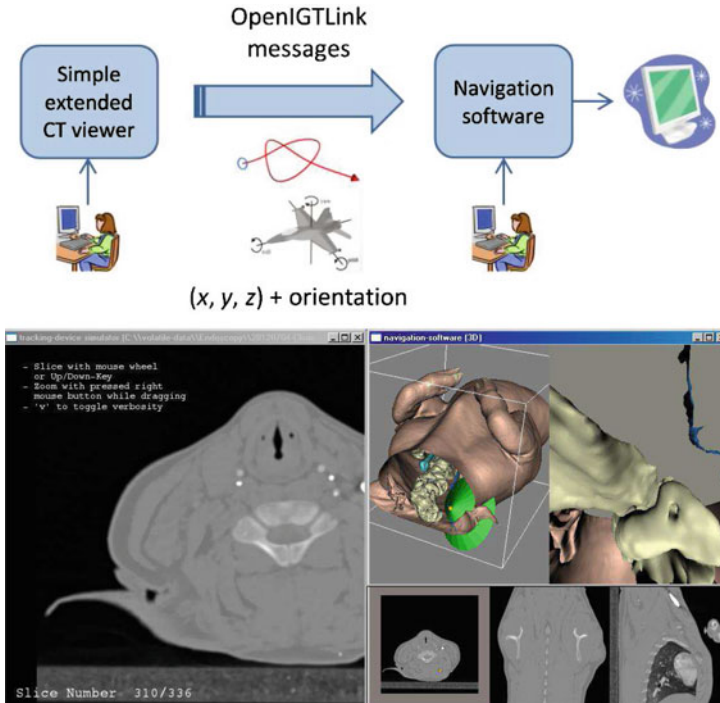 OpenIGTLink
messages
Simple
extended
CT viewer
Navigation
software
(x, y, z) + orientation
tracking-device simulator
- Slice with mouse wheel
or Up/Down-Key
- Zoom with pressed right
mouse button while dragging
- 'v' to toggle verbosity
Slice Number 310/336
navigation-software (3D)